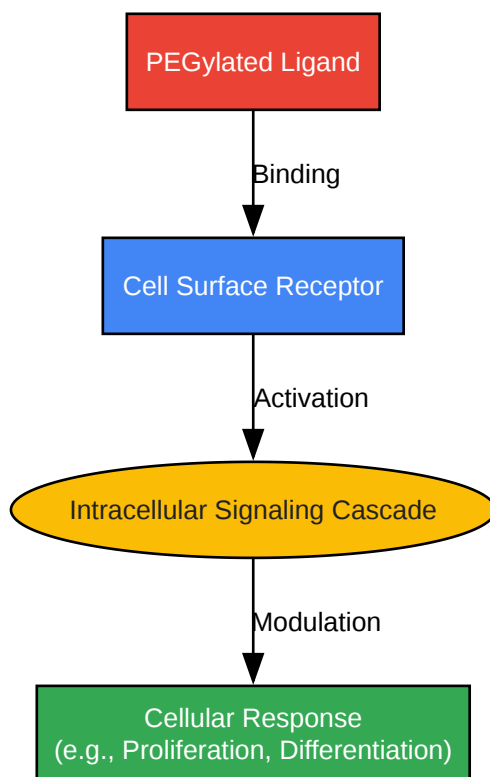 PEGylated Ligand
Binding
Cell Surface Receptor
Activation
Intracellular Signaling Cascade
Modulation
Cellular Response
(e.g., Proliferation, Differentiation)